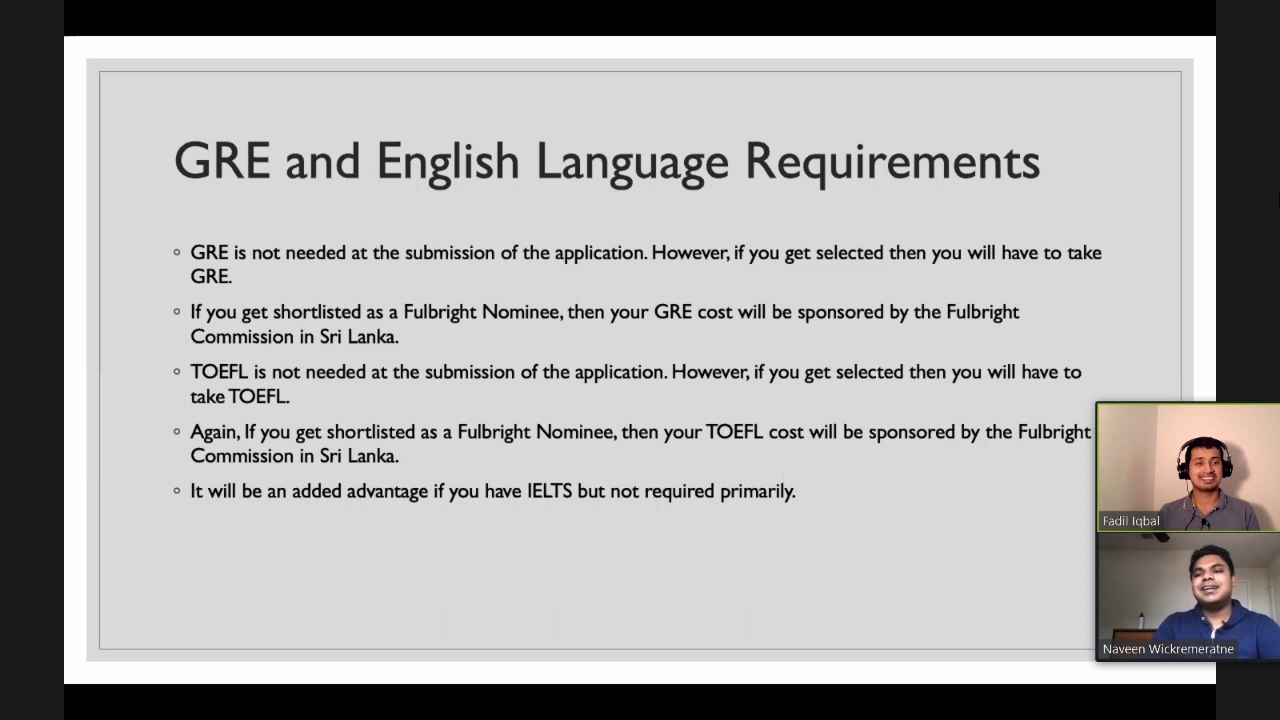 GRE and English Language Requirements
GRE is not needed at the submission of the application. However, if you get selected then you will have to take
GRE.
If you get shortlisted as a Fulbright Nominee, then your GRE cost will be sponsored by the Fulbright
Commission in Sri Lanka.
TOEFL is not needed at the submission of the application. However, if you get selected then you will have to
take TOEFL.
Again, If you get shortlisted as a Fulbright Nominee, then your TOEFL cost will be sponsored by the Fulbright
Commission in Sri Lanka.
It will be an added advantage if you have IELTS but not required primarily.
Fadil Iqbal
Naveen Wickremeratne